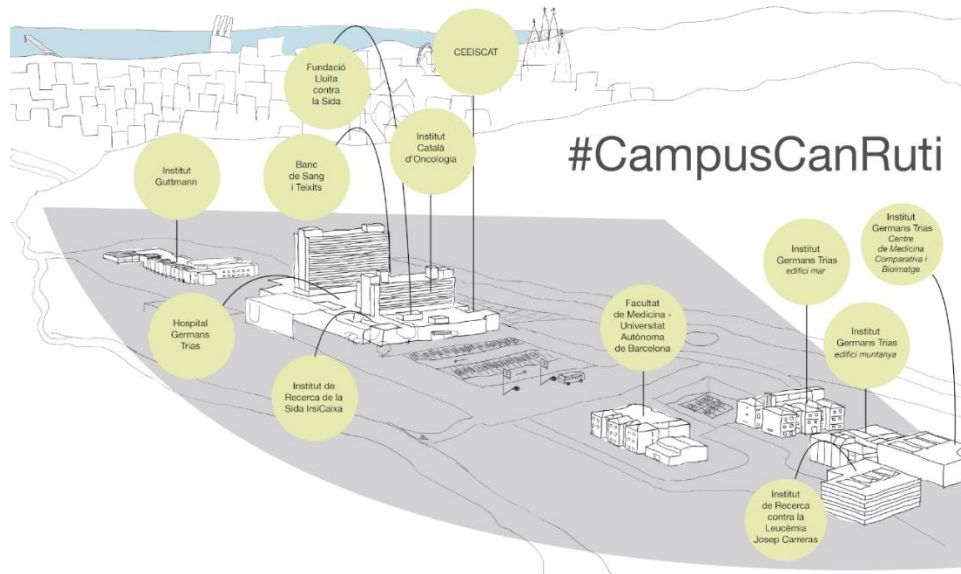 Fundació
Lluita
contra
la Sida
CEEISCAT
Institut
Català
d'Oncologia
Banc
de Sang
i Teixits
Institut
Guttmann
#CampusCanRuti
Institut
Germans Trias
Centre
de Medicina
Comparativa i
Bioimatge
Institut
Germans Trias
edifici mar
Hospital
Germans
Trias
Institut de
Recerca de la
Sida IrsiCaixa
Facultat
de Medicina -
Universitat
Autònoma
de Barcelona
Institut
Germans Trias
edifici muntanya
Institut
de Recerca
contra la
Leucèmia
Josep Carreras